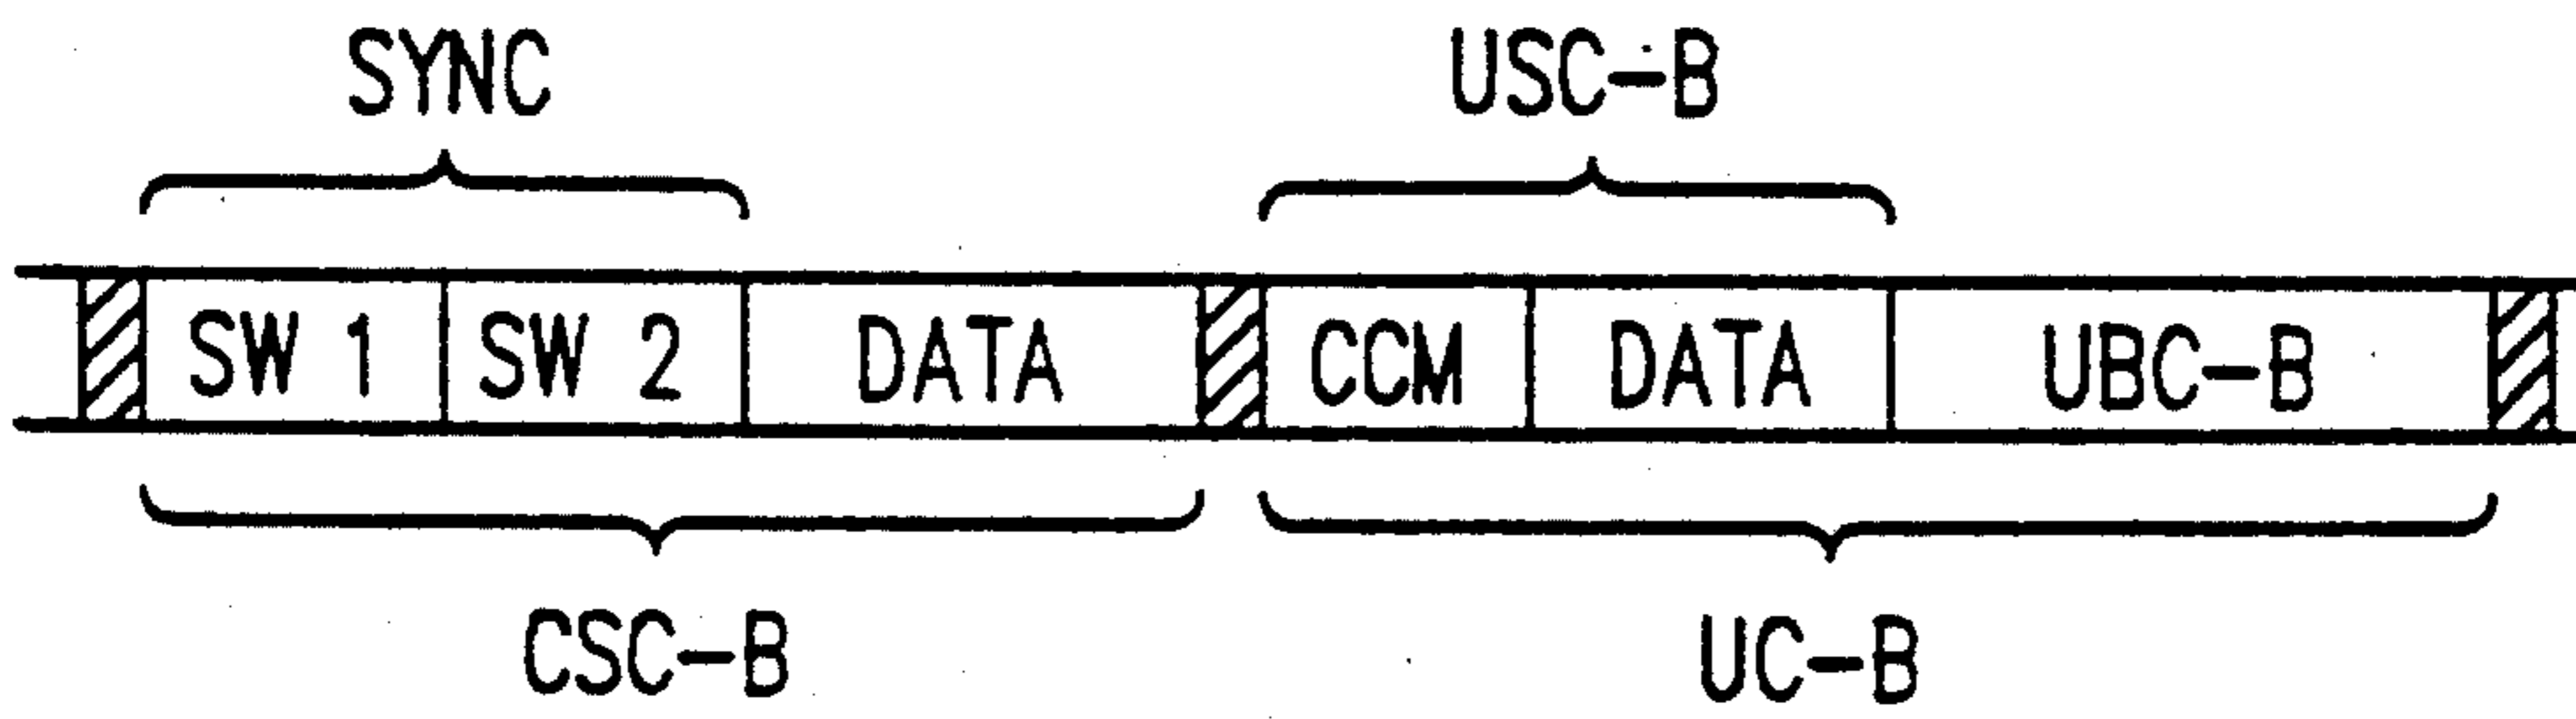 SYNC USC-B
SW 1 SW 2 DATA CCM DATA UBC-B
CSC-B UC-B